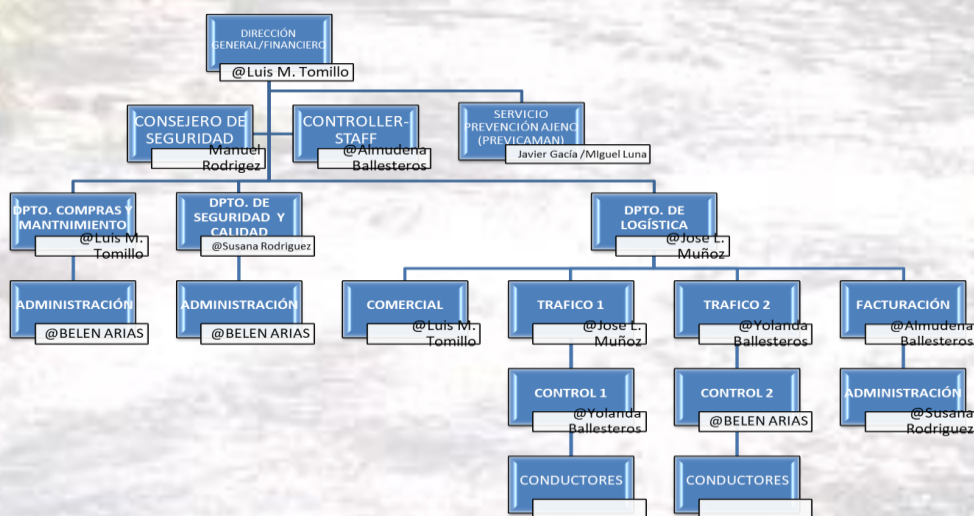 DIRECCIÓN
GENERAL/FINANCIERO
@Luis M. Tomillo
CONSEJERO DE
SEGURIDAD
Manuel
Rodrigez
CONTROLLER-
STAFF
@Almudena
Ballesteros
SERVICIO
PREVENCIÓN AJENO
(PREVICAMAN)
Javier Gacía /MIguel Luna
DPTO. COMPRAS Y
MANTNIMIENTO
@Luis M.
Tomillo
DPTO. DE
SEGURIDAD Y
CALIDAD
@Susana Rodriguez
DPTO. DE
LOGÍSTICA
@Jose L.
Muñoz
ADMINISTRACIÓN
@BELEN ARIAS
ADMINISTRACIÓN
@BELEN ARIAS
COMERCIAL
@Luis M.
Tomillo
TRAFICO 1
@Jose L.
Muñoz
TRAFICO 2
@Yolanda
Ballesteros
FACTURACIÓN
@Almudena
Ballesteros
CONTROL 1
@Yolanda
Ballesteros
CONTROL 2
@BELEN ARIAS
ADMINISTRACIÓN
@Susana
Rodriguez
CONDUCTORES
CONDUCTORES